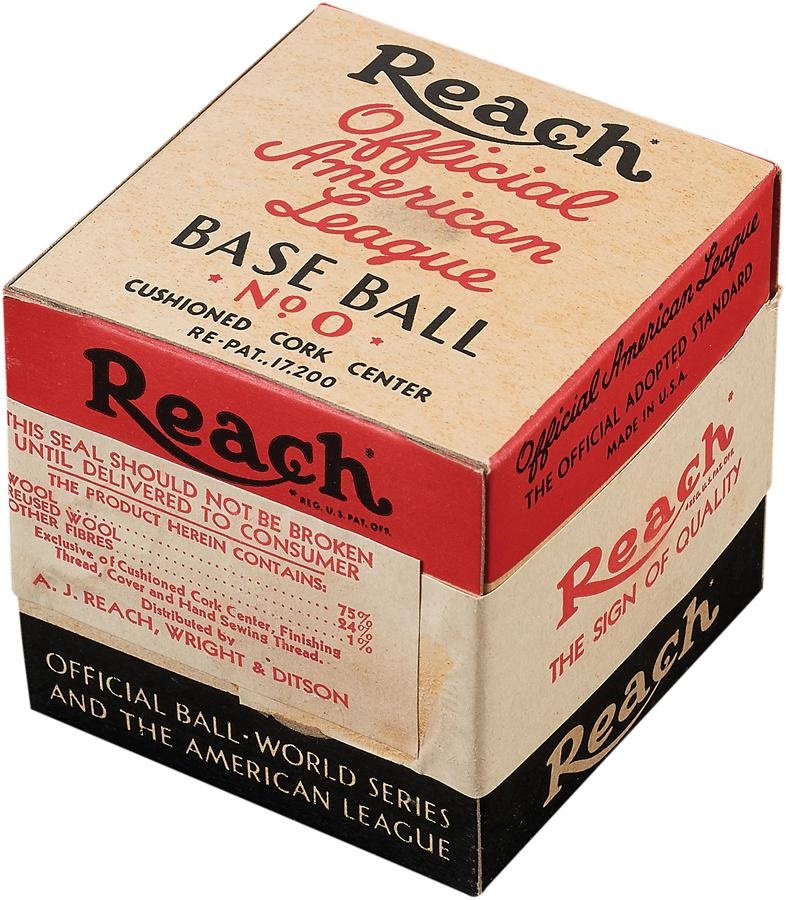 Reach*
Official
American
League
BASE BALL
* No 0 *
CUSHIONED CORK CENTER
RE-PAT., 17200
Reach*
* REG. U.S. PAT. OFF.
THIS SEAL SHOULD NOT BE BROKEN
UNTIL DELIVERED TO CONSUMER
THE PRODUCT HEREIN CONTAINS:
WOOL ........ 75%
REUSED WOOL ........ 24%
OTHER FIBRES ........ 1%
Exclusive of Cushioned Cork Center, Finishing
Thread, Cover and Hand Sewing Thread.
Distributed by
A. J. REACH, WRIGHT & DITSON
OFFICIAL BALL-WORLD SERIES
AND THE AMERICAN LEAGUE
Official American League
THE OFFICIAL ADOPTED STANDARD
MADE IN U.S.A.
Reach*
*REG. U.S. PAT. OFF.
THE SIGN OF QUALITY
Reach*